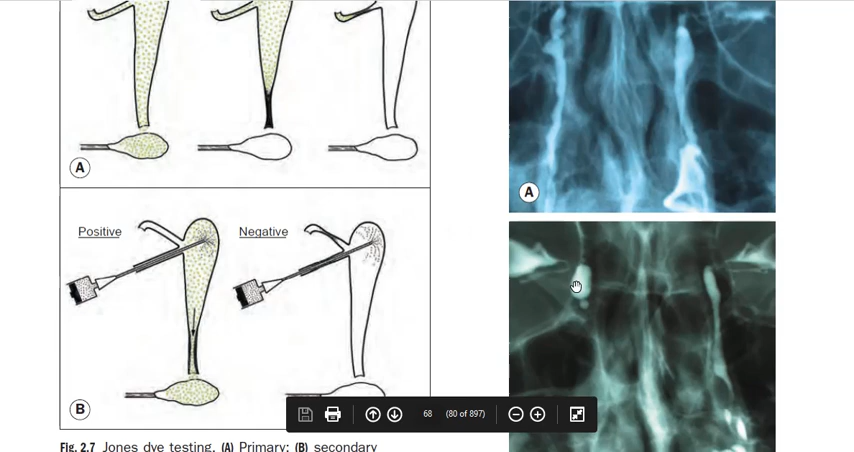 A
Positive
Negative
B
Fig. 2.7 Jones dye testing. (A) Primary; (B) secondary
A
68 (80 of 897)